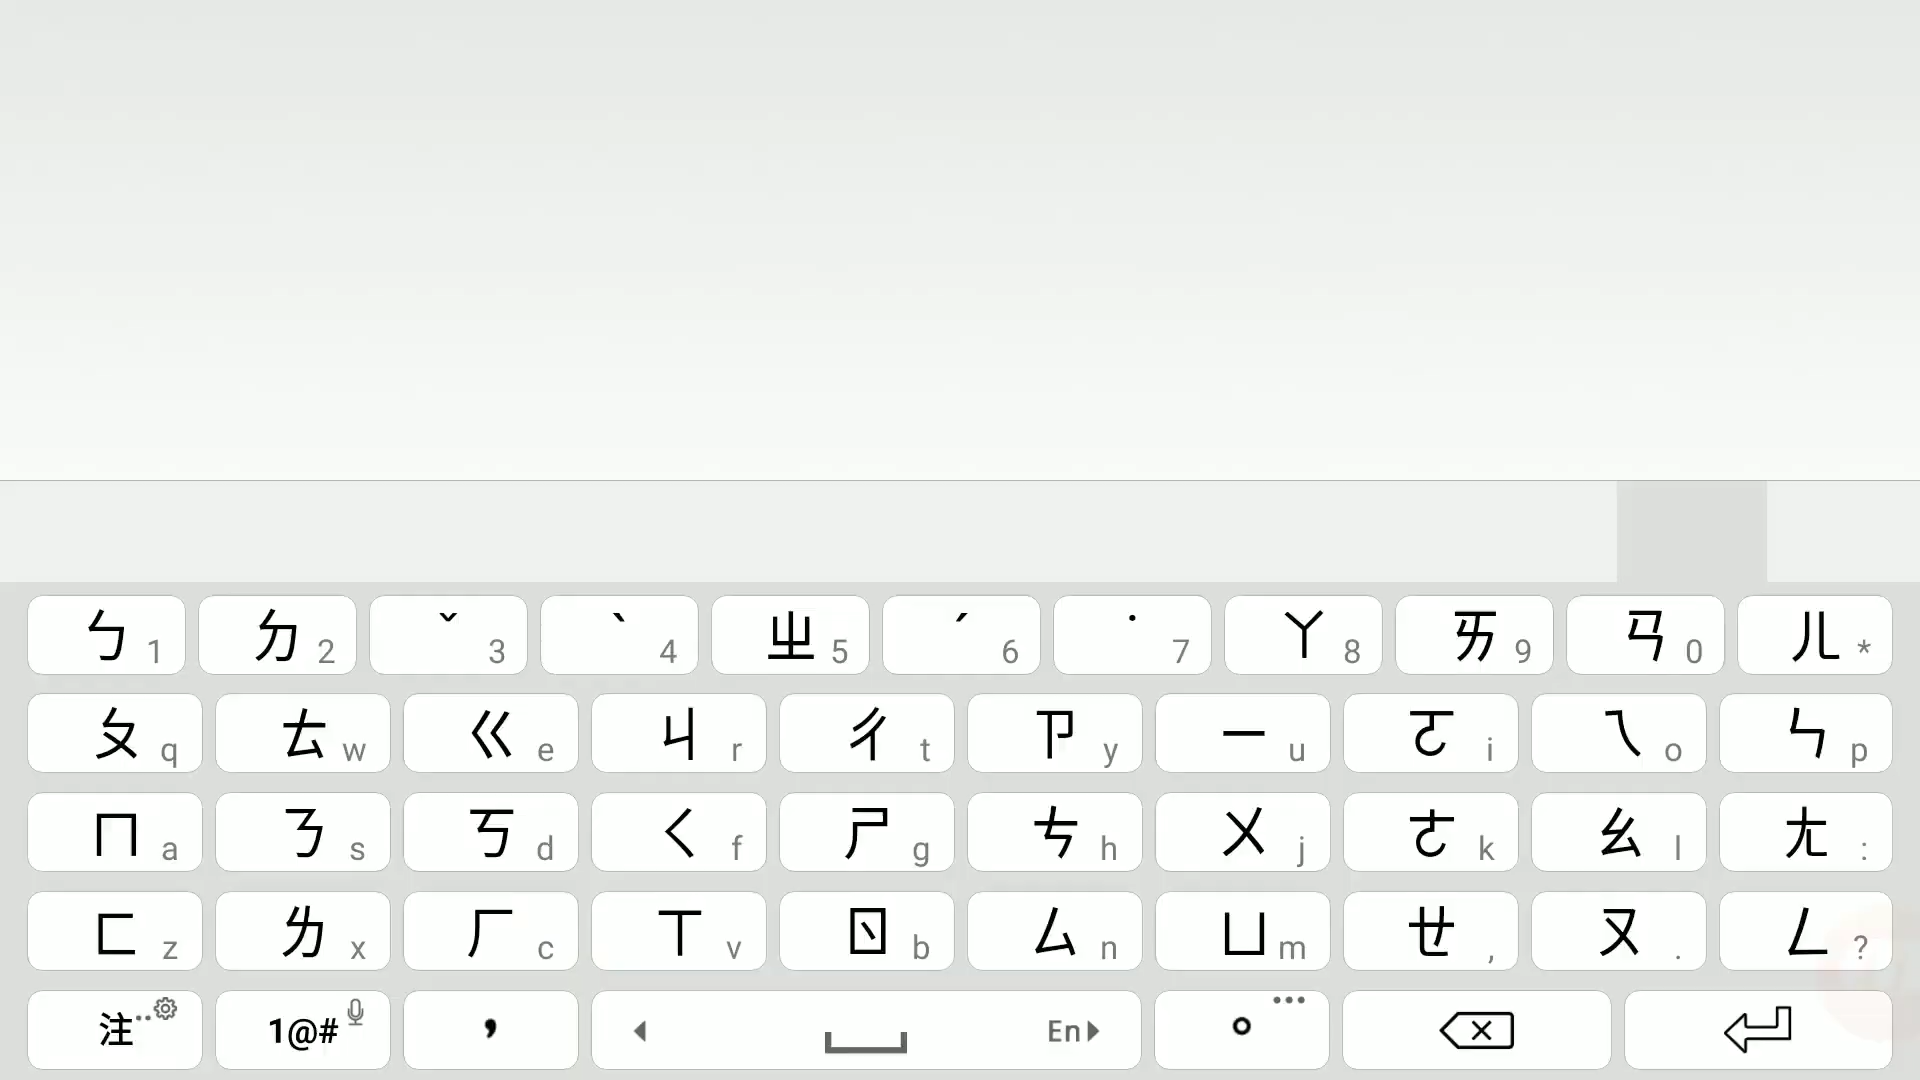 ㄅ 1 ㄉ 2 ˇ 3 ˋ 4 ㄓ 5 ˊ 6 ˙ 7 ㄚ 8 ㄞ 9 ㄢ 0 ㄦ *
ㄆ q ㄊ w ㄍ e ㄐ r ㄔ t ㄗ y ㄧ u ㄛ i ㄟ o ㄣ p
ㄇ a ㄋ s ㄎ d ㄑ f ㄕ g ㄘ h ㄨ j ㄜ k ㄠ l ㄤ :
ㄈ z ㄌ x ㄏ c ㄒ v ㄖ b ㄙ n ㄩ m ㄝ , ㄡ . ㄥ ?
注 1@# , En 。